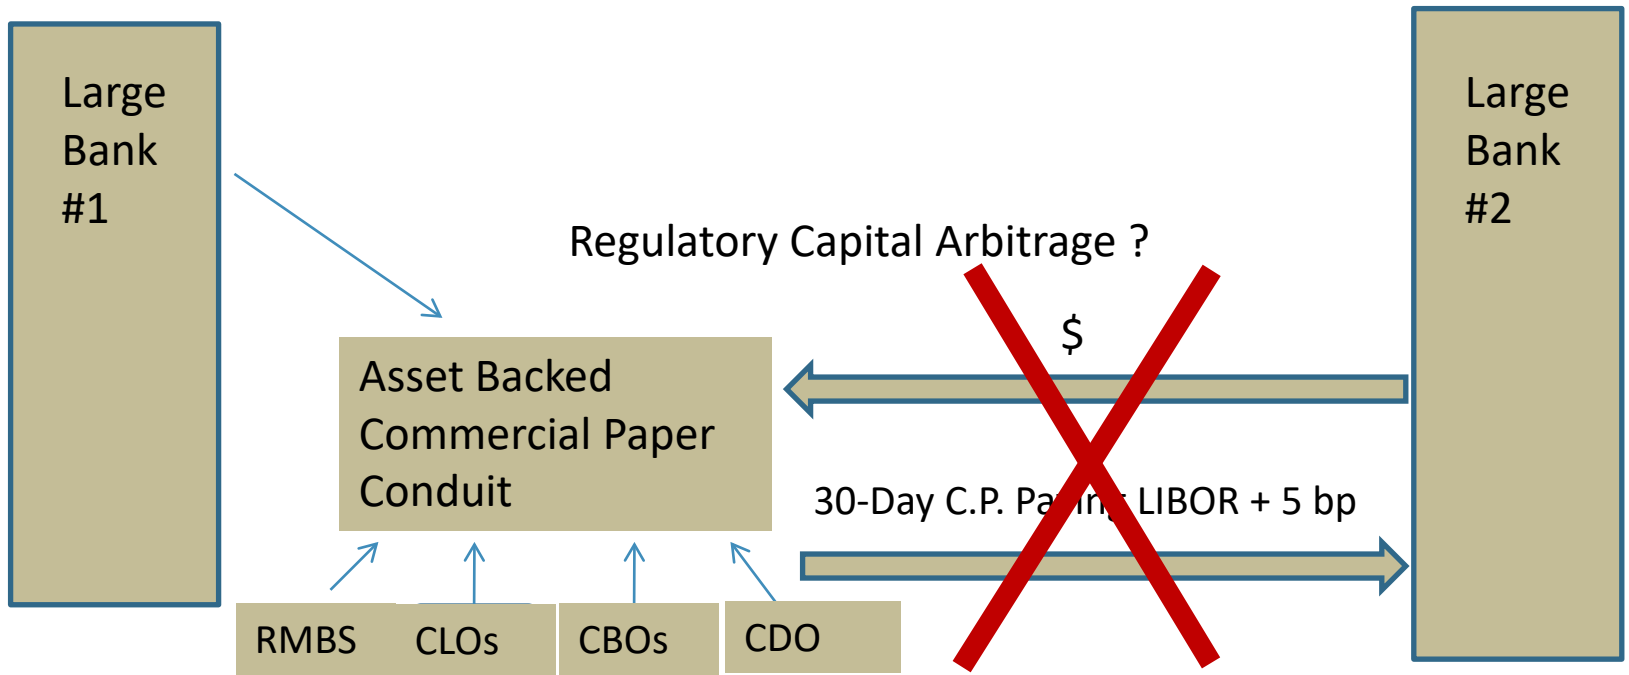 Large
Bank
#1
Large
Bank
#2
Regulatory Capital Arbitrage ?
$
Asset Backed
Commercial Paper
Conduit
30-Day C.P. Paying LIBOR + 5 bp
RMBS
CLOs
CBOs
CDO